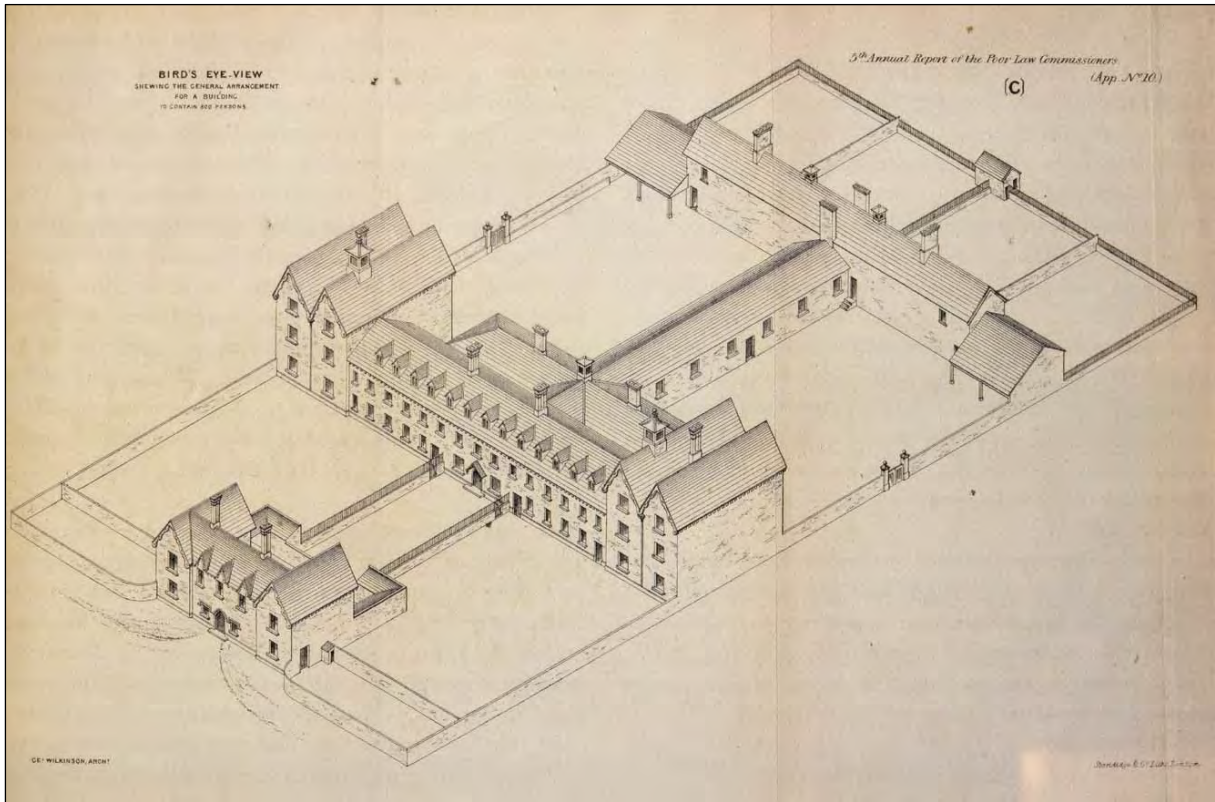 BIRD'S EYE-VIEW
SHEWING THE GENERAL ARRANGEMENT
FOR A BUILDING
TO CONTAIN 800 PERSONS
5th Annual Report of the Poor Law Commissioners
(App. No 10.)
(C)
GEO WILKINSON, ARCHT